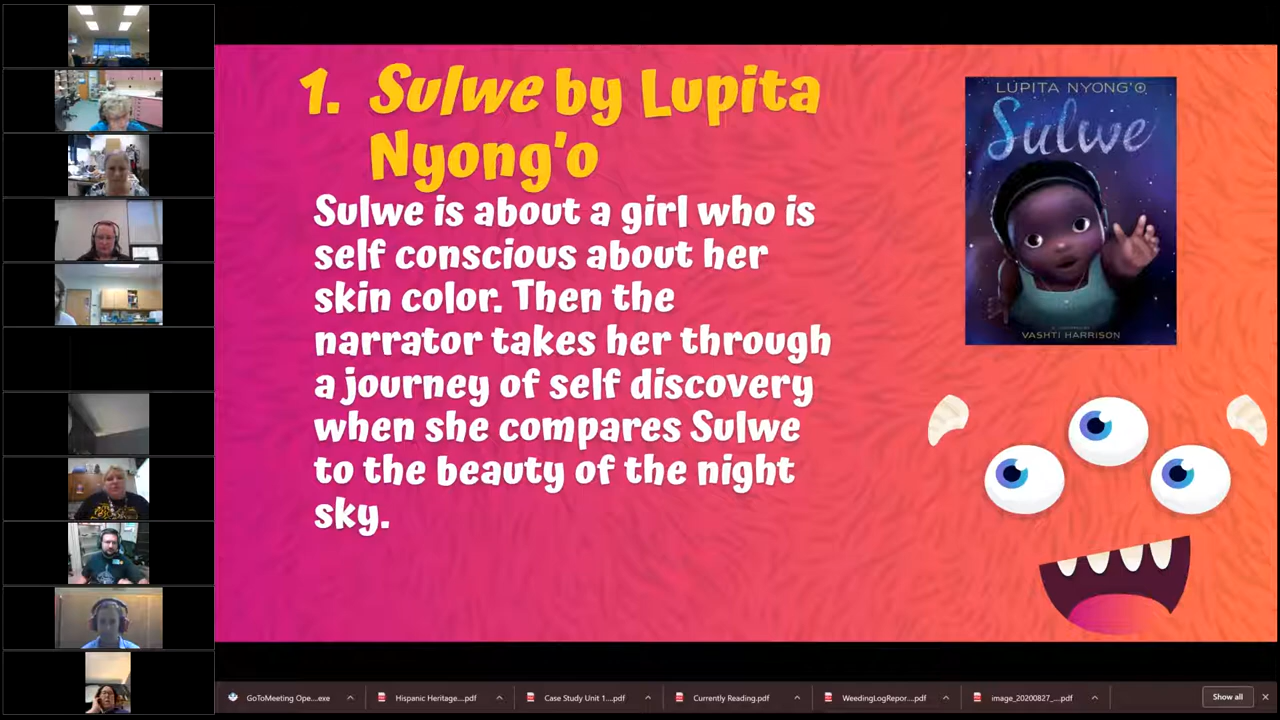 1. Sulwe by Lupita
Nyong'o
Sulwe is about a girl who is
self conscious about her
skin color. Then the
narrator takes her through
a journey of self discovery
when she compares Sulwe
to the beauty of the night
sky.
LUPITA NYONG'O
Sulwe
VASHTI HARRISON
GoToMeeting Ope....exe
Hispanic Heritage....pdf
Case Study Unit 1....pdf
Currently Reading.pdf
WeedingLogRepor....pdf
image_20200827_....pdf
Show all